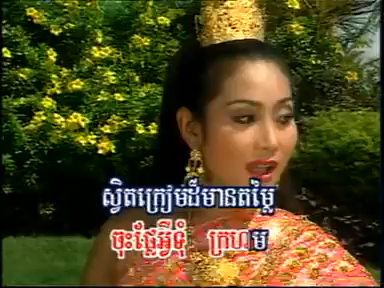 ស្វិតក្រៀមដីមានតម្លៃ
ចុះផ្លែអ្វីទុំ ក្រហម